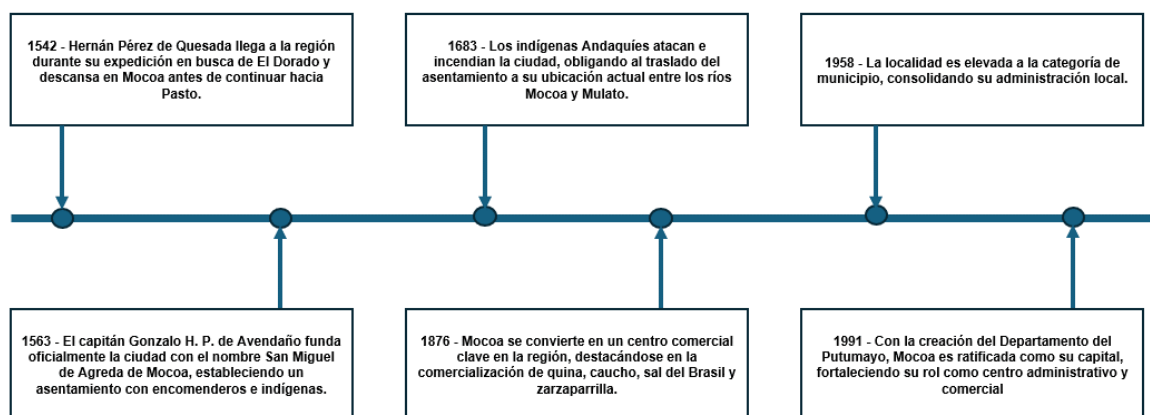 1542 - Hernán Pérez de Quesada llega a la región
durante su expedición en busca de El Dorado y
descansa en Mocoa antes de continuar hacia
Pasto.
1683 - Los indígenas Andaquíes atacan e
incendian la ciudad, obligando al traslado del
asentamiento a su ubicación actual entre los ríos
Mocoa y Mulato.
1958 - La localidad es elevada a la categoría de
municipio, consolidando su administración local.
1563 - El capitán Gonzalo H. P. de Avendaño funda
oficialmente la ciudad con el nombre San Miguel
de Agreda de Mocoa, estableciendo un
asentamiento con encomenderos e indígenas.
1876 - Mocoa se convierte en un centro comercial
clave en la región, destacándose en la
comercialización de quina, caucho, sal del Brasil y
zarzaparrilla.
1991 - Con la creación del Departamento del
Putumayo, Mocoa es ratificada como su capital,
fortaleciendo su rol como centro administrativo y
comercial